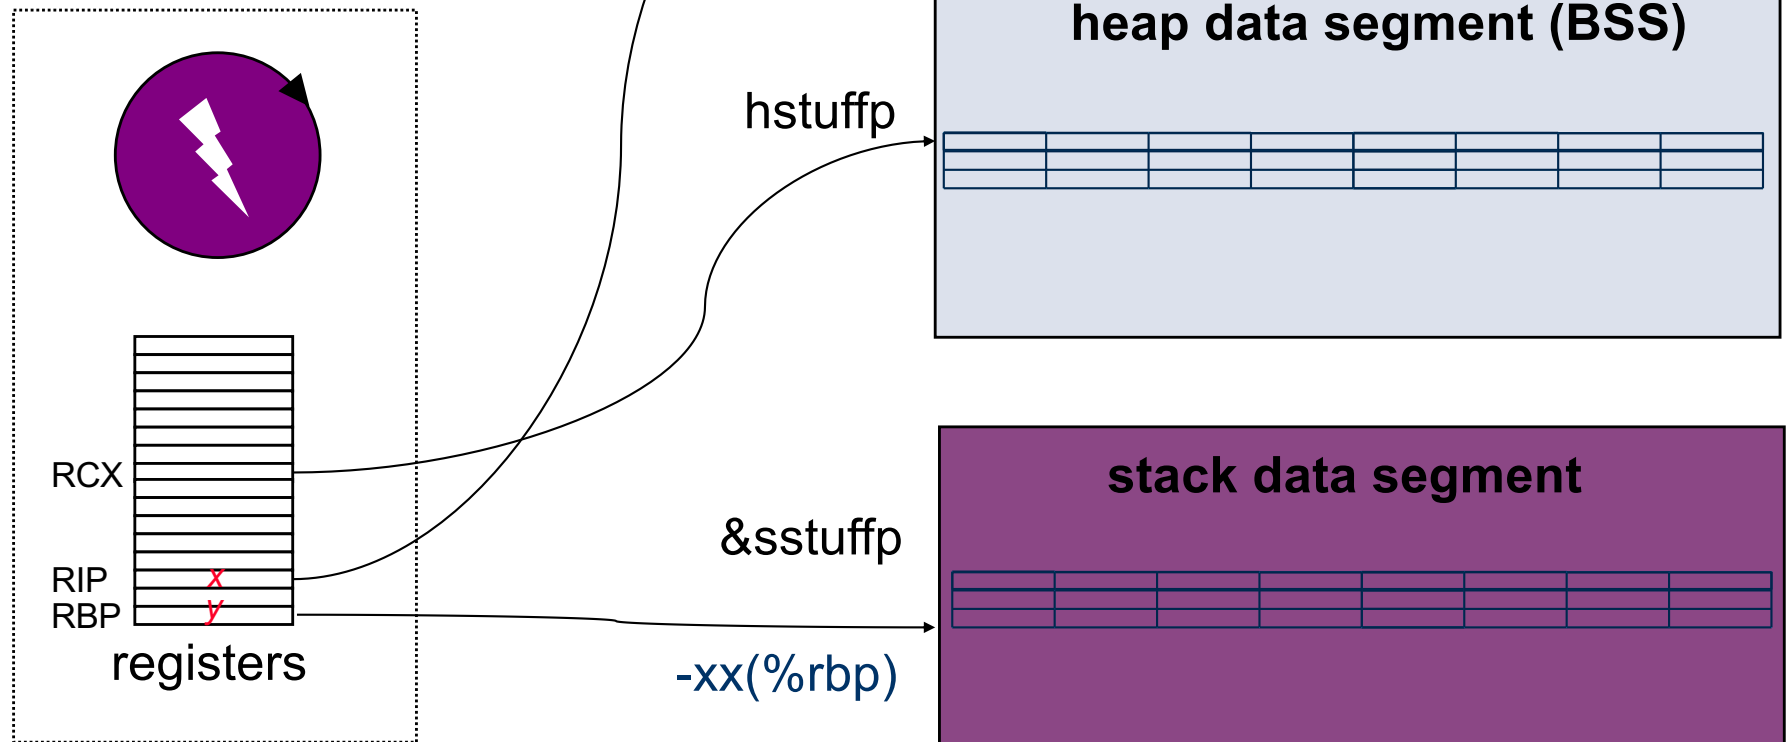 heap data segment (BSS)
hstuffp
RCX
stack data segment
&sstuffp
RIP x
RBP y
registers
-xx(%rbp)